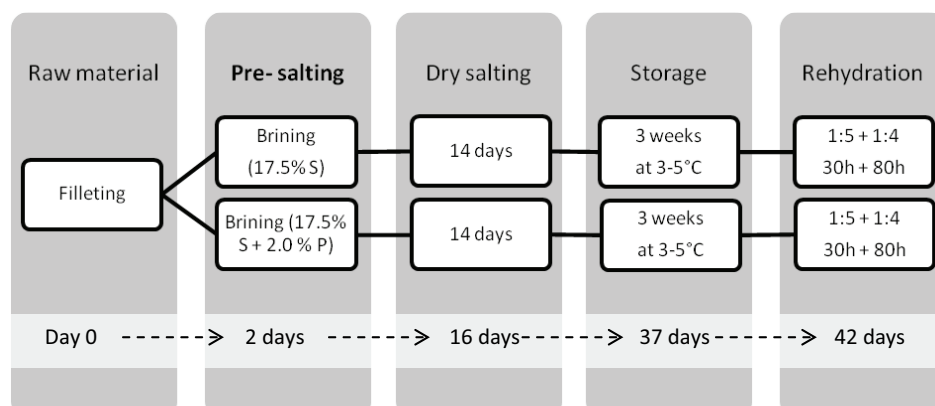 Raw material
Pre- salting
Dry salting
Storage
Rehydration
Filleting
Brining
(17.5% S)
14 days
3 weeks
at 3-5°C
1:5 + 1:4
30h + 80h
Brining (17.5%
S + 2.0 % P)
14 days
3 weeks
at 3-5°C
1:5 + 1:4
30h + 80h
Day 0
2 days
16 days
37 days
42 days